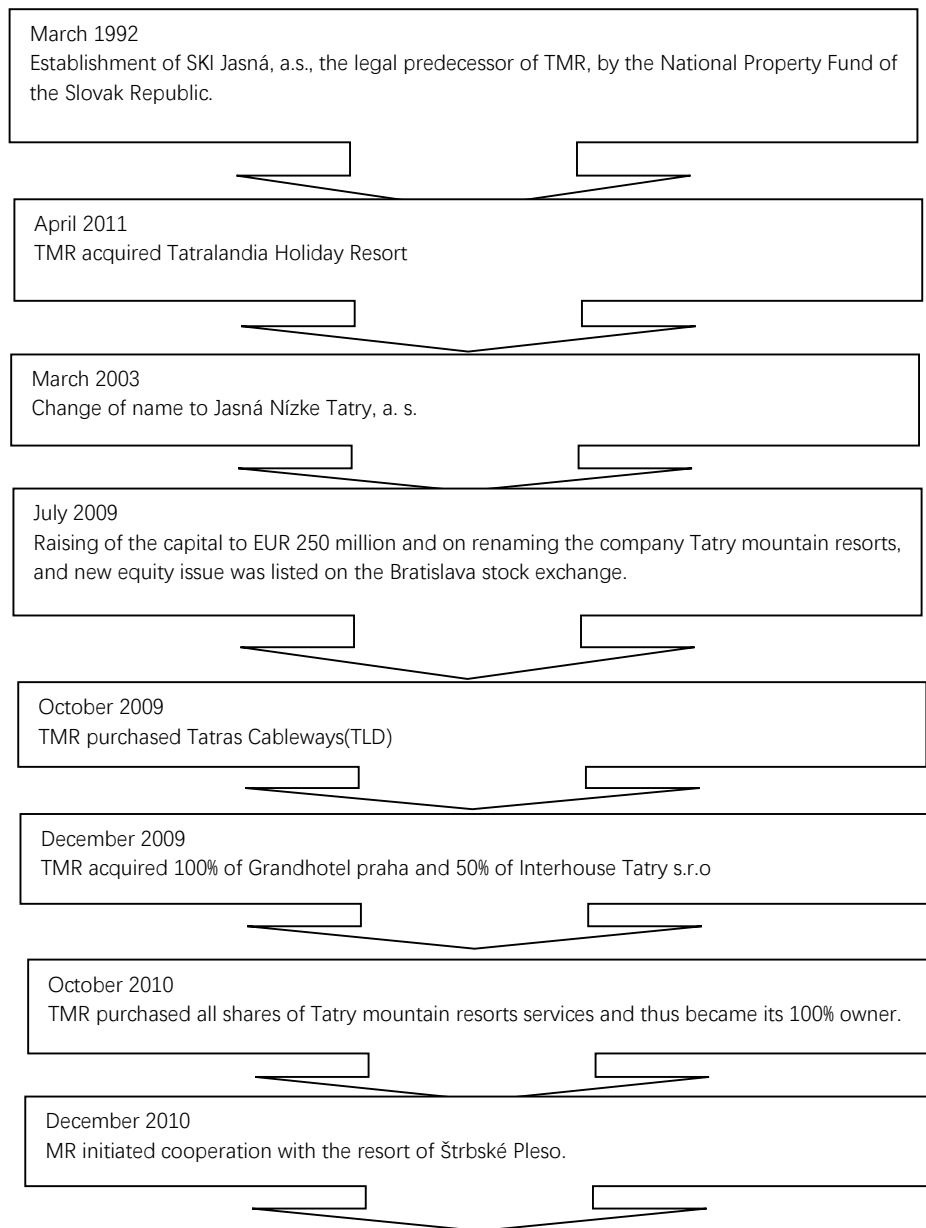 March 1992
Establishment of SKI Jasná, a.s., the legal predecessor of TMR, by the National Property Fund of
the Slovak Republic.
April 2011
TMR acquired Tatralandia Holiday Resort
March 2003
Change of name to Jasná Nízke Tatry, a. s.
July 2009
Raising of the capital to EUR 250 million and on renaming the company Tatry mountain resorts,
and new equity issue was listed on the Bratislava stock exchange.
October 2009
TMR purchased Tatras Cableways(TLD)
December 2009
TMR acquired 100% of Grandhotel praha and 50% of Interhouse Tatry s.r.o
October 2010
TMR purchased all shares of Tatry mountain resorts services and thus became its 100% owner.
December 2010
MR initiated cooperation with the resort of Štrbské Pleso.